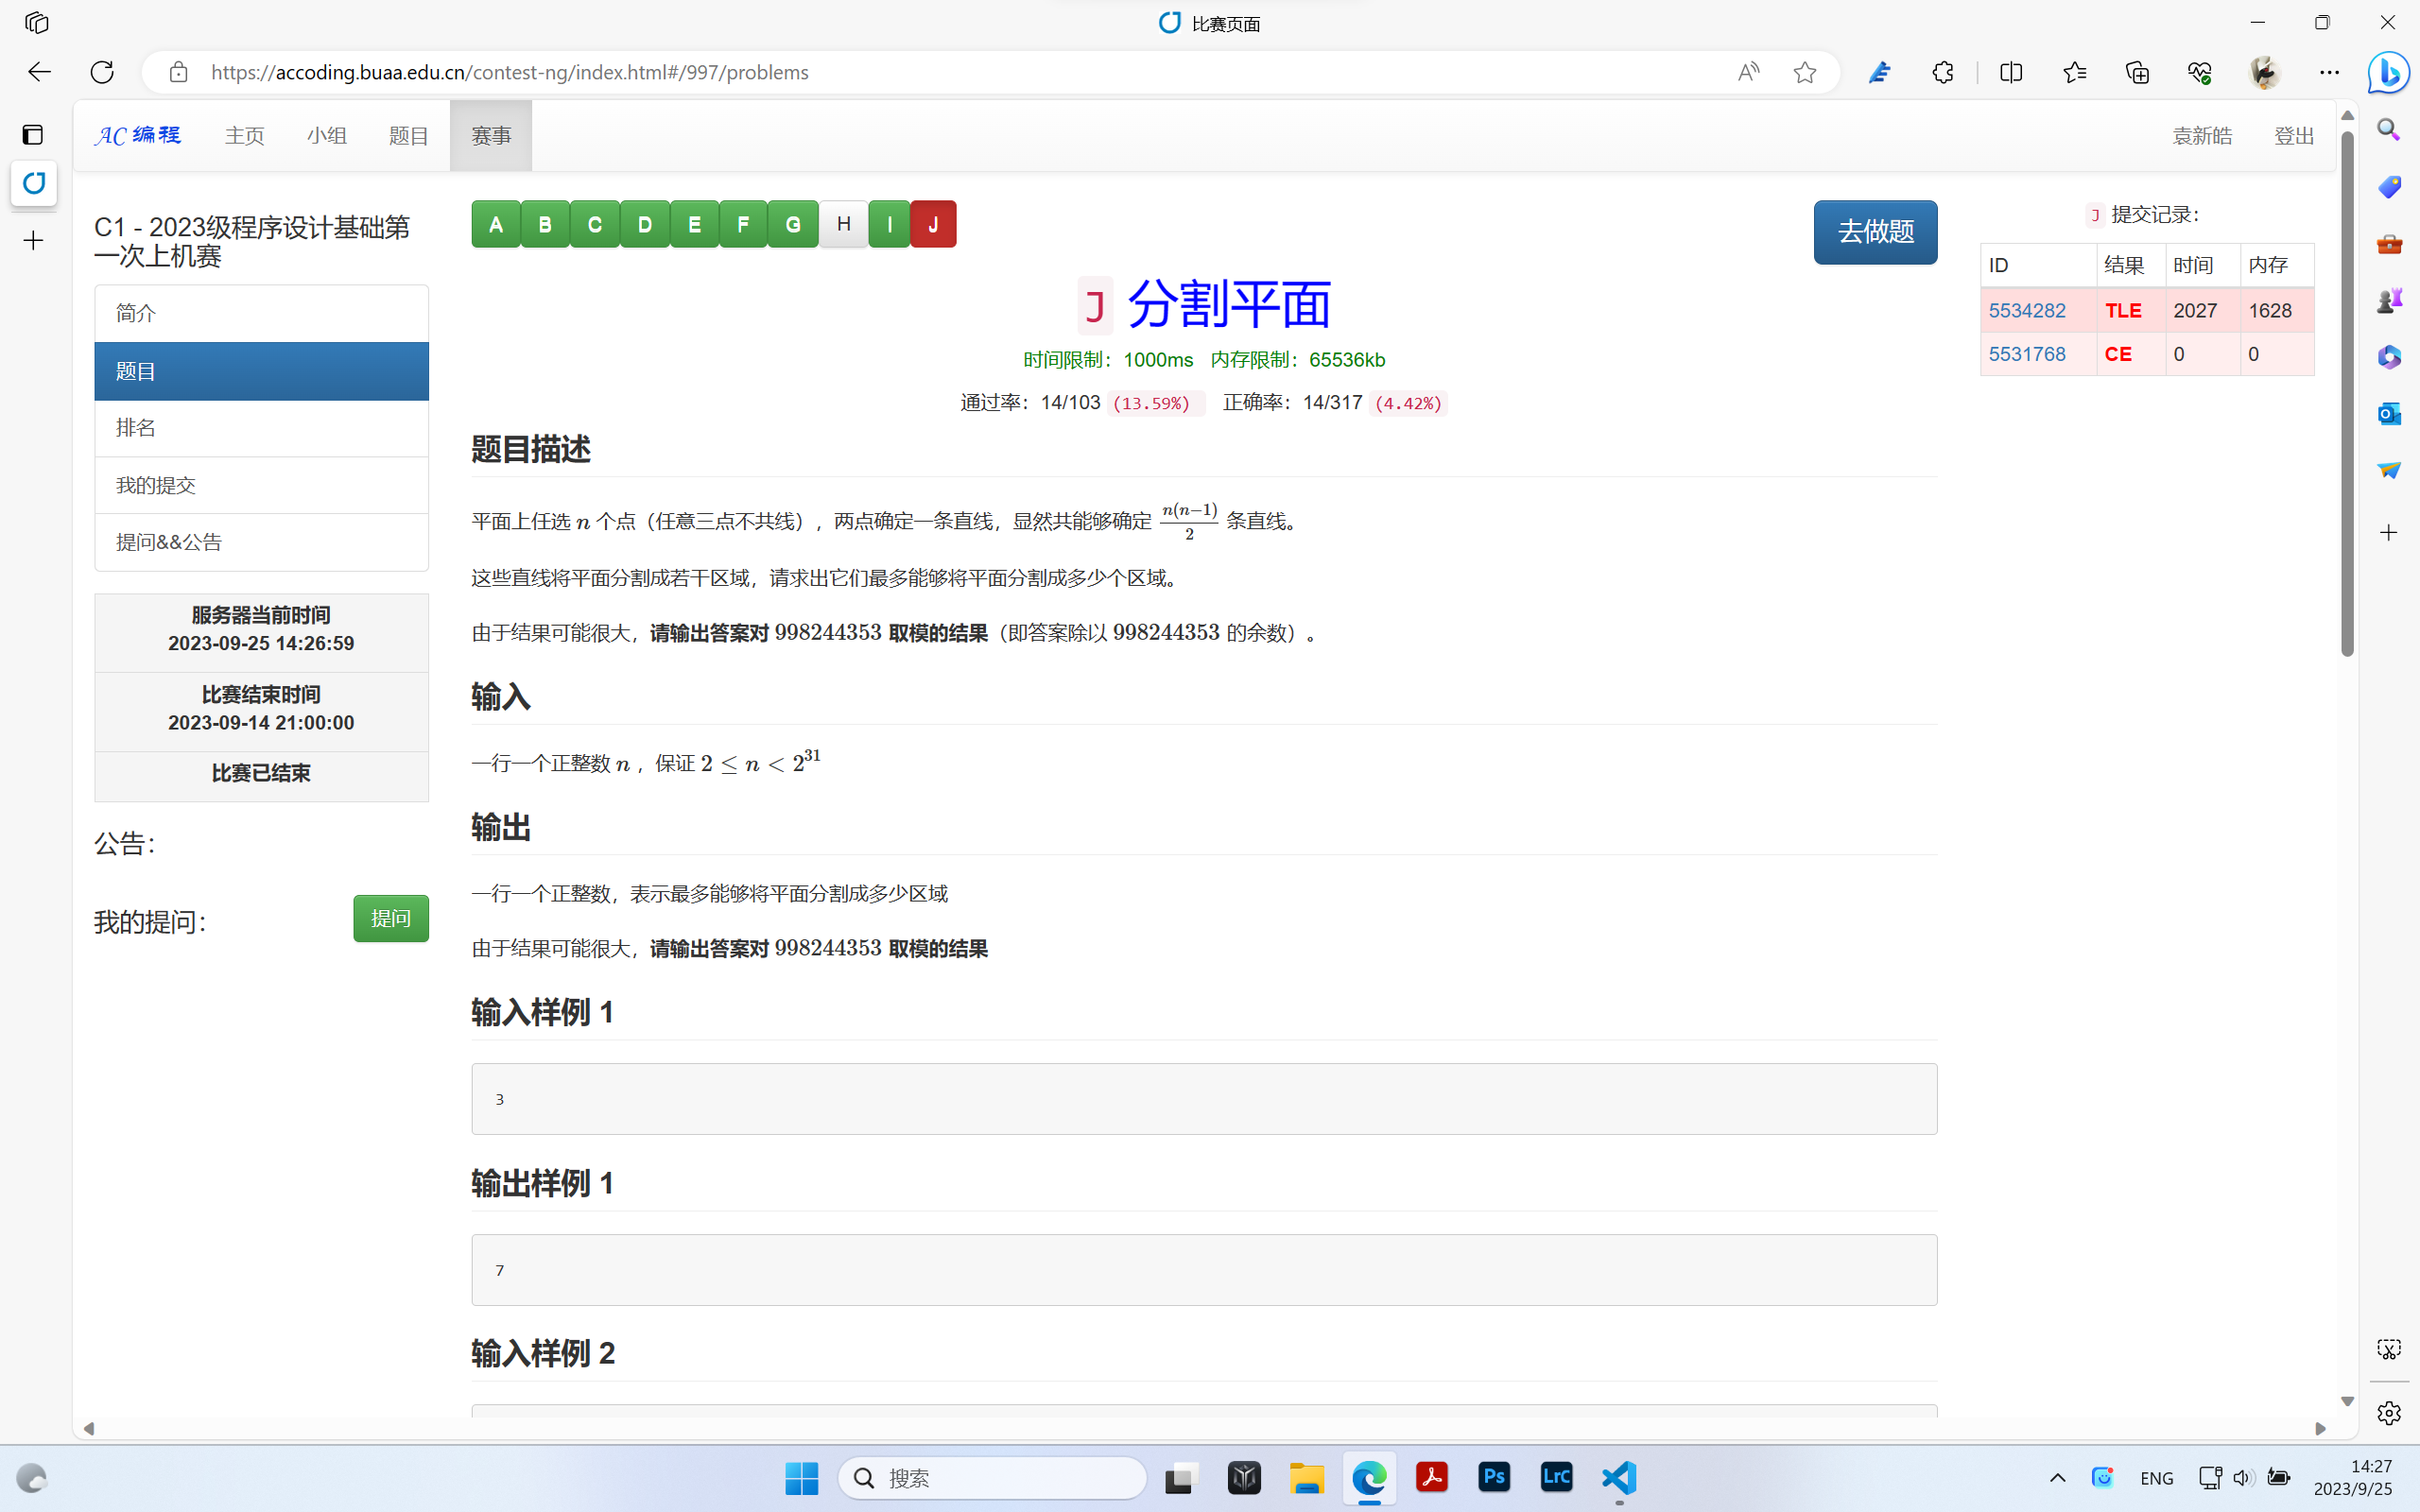 比赛页面
https://accoding.buaa.edu.cn/contest-ng/index.html#/997/problems
AC 编程 主页 小组 题目 赛事 袁新皓 登出
C1 - 2023级程序设计基础第
一次上机赛
简介
题目
排名
我的提交
提问&&公告
服务器当前时间
2023-09-25 14:26:59
比赛结束时间
2023-09-14 21:00:00
比赛已结束
公告：
我的提问： 提问
A B C D E F G H I J
去做题
J 分割平面
时间限制：1000ms 内存限制：65536kb
通过率：14/103 (13.59%) 正确率：14/317 (4.42%)
题目描述
平面上任选 n 个点（任意三点不共线），两点确定一条直线，显然共能够确定 n(n−1)/2 条直线。
这些直线将平面分割成若干区域，请求出它们最多能够将平面分割成多少个区域。
由于结果可能很大，请输出答案对 998244353 取模的结果（即答案除以 998244353 的余数）。
输入
一行一个正整数 n ，保证 2 ≤ n < 2^31
输出
一行一个正整数，表示最多能够将平面分割成多少区域
由于结果可能很大，请输出答案对 998244353 取模的结果
输入样例 1
3
输出样例 1
7
输入样例 2
J 提交记录：
ID 结果 时间 内存
5534282 TLE 2027 1628
5531768 CE 0 0
搜索
Ps
LrC
ENG
14:27
2023/9/25